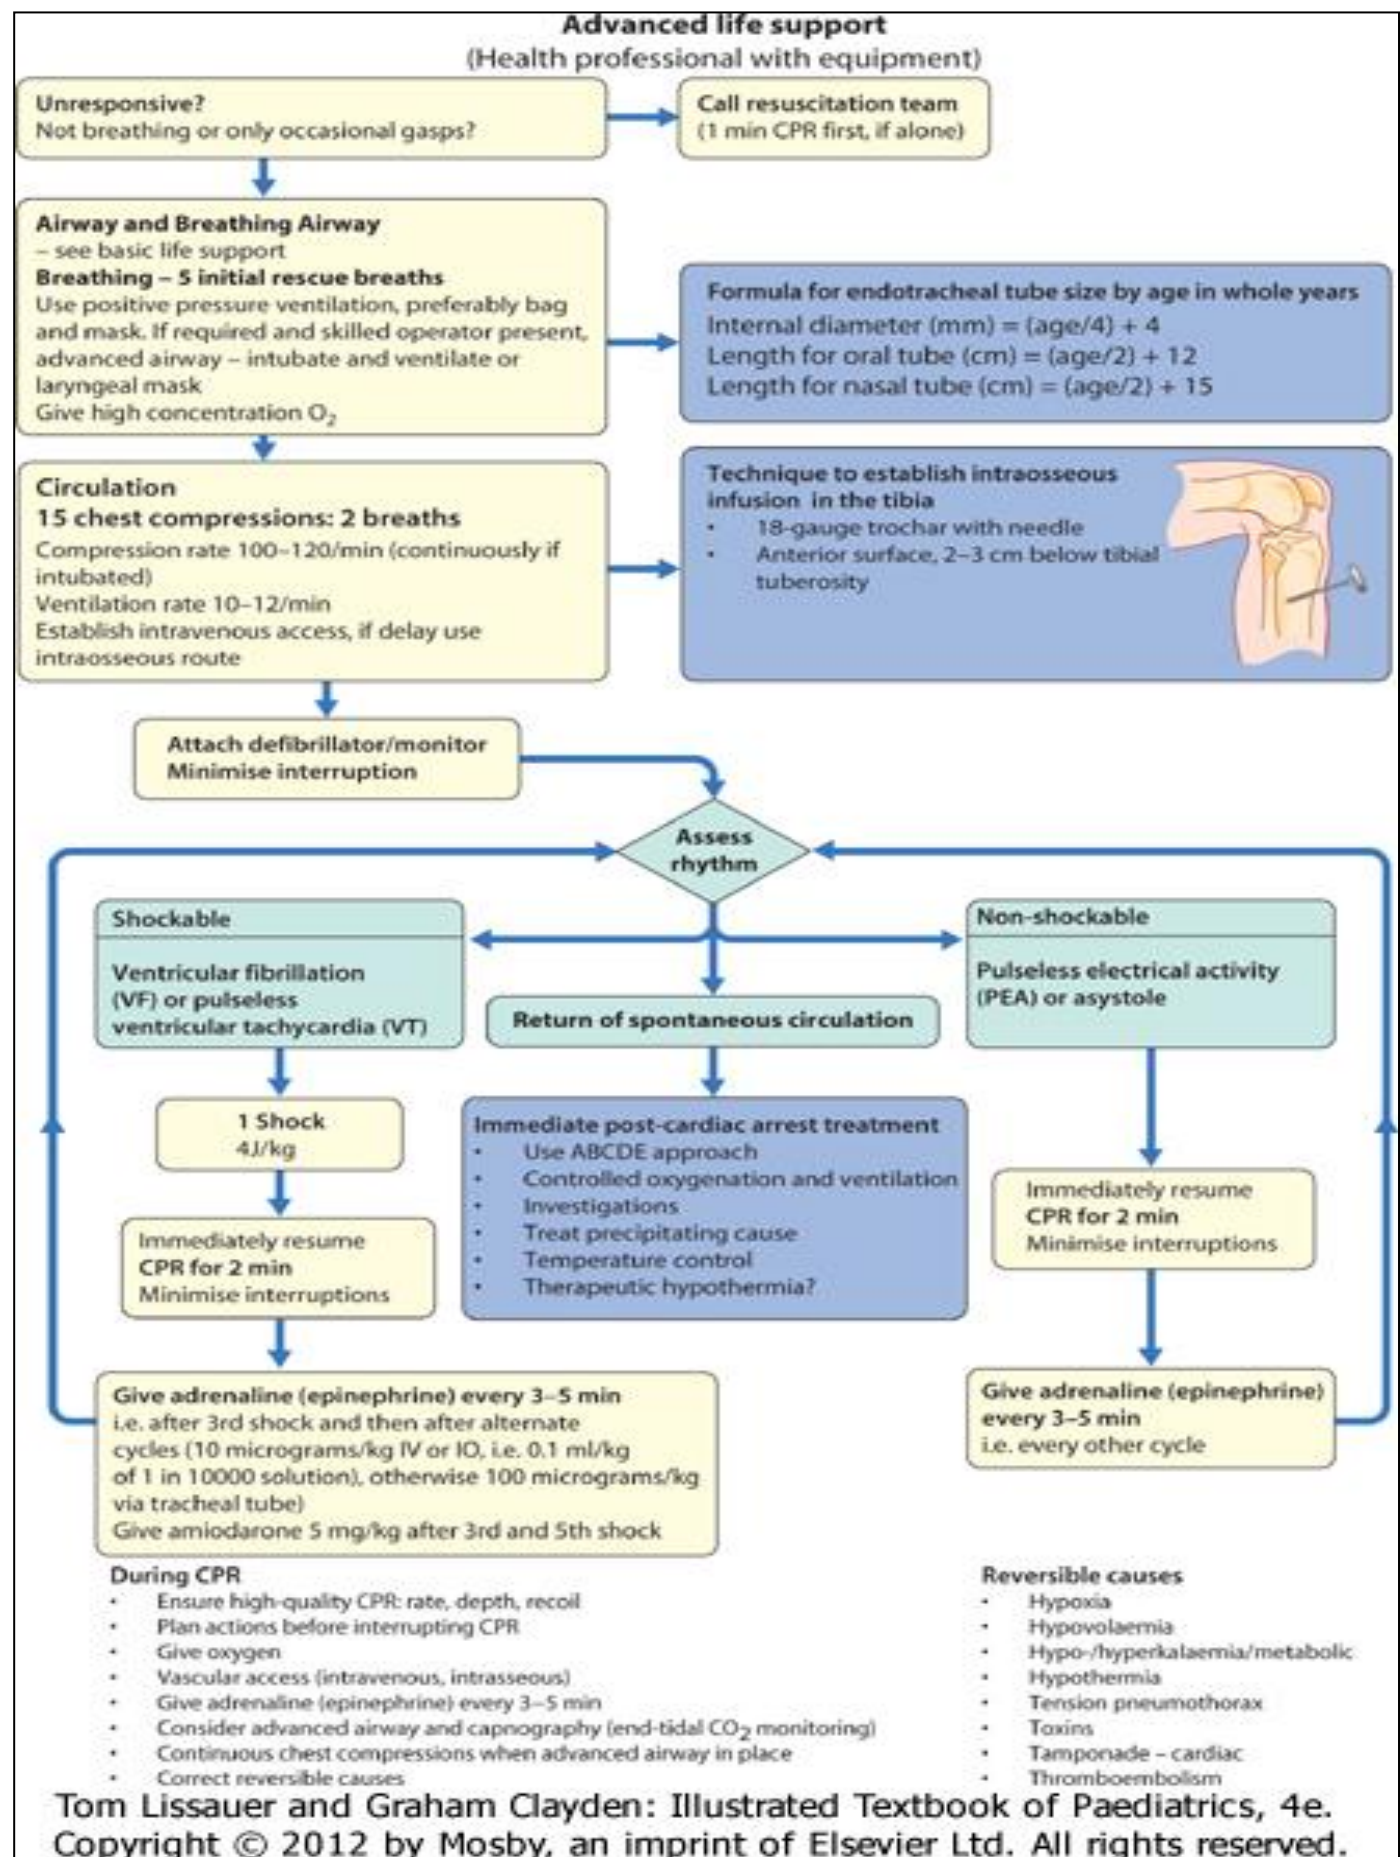 Advanced life support
(Health professional with equipment)
Unresponsive?
Not breathing or only occasional gasps?
Call resuscitation team
(1 min CPR first, if alone)
Airway and Breathing Airway
– see basic life support
Breathing – 5 initial rescue breaths
Use positive pressure ventilation, preferably bag
and mask. If required and skilled operator present,
advanced airway – intubate and ventilate or
laryngeal mask
Give high concentration O2
Formula for endotracheal tube size by age in whole years
Internal diameter (mm) = (age/4) + 4
Length for oral tube (cm) = (age/2) + 12
Length for nasal tube (cm) = (age/2) + 15
Circulation
15 chest compressions: 2 breaths
Compression rate 100–120/min (continuously if
intubated)
Ventilation rate 10–12/min
Establish intravenous access, if delay use
intraosseous route
Technique to establish intraosseous
infusion in the tibia
• 18-gauge trochar with needle
• Anterior surface, 2–3 cm below tibial
tuberosity
Attach defibrillator/monitor
Minimise interruption
Assess
rhythm
Shockable
Ventricular fibrillation
(VF) or pulseless
ventricular tachycardia (VT)
Return of spontaneous circulation
Non-shockable
Pulseless electrical activity
(PEA) or asystole
1 Shock
4J/kg
Immediately resume
CPR for 2 min
Minimise interruptions
Immediate post-cardiac arrest treatment
• Use ABCDE approach
• Controlled oxygenation and ventilation
• Investigations
• Treat precipitating cause
• Temperature control
• Therapeutic hypothermia?
Immediately resume
CPR for 2 min
Minimise interruptions
Give adrenaline (epinephrine) every 3–5 min
i.e. after 3rd shock and then after alternate
cycles (10 micrograms/kg IV or IO, i.e. 0.1 ml/kg
of 1 in 10000 solution), otherwise 100 micrograms/kg
via tracheal tube)
Give amiodarone 5 mg/kg after 3rd and 5th shock
Give adrenaline (epinephrine)
every 3–5 min
i.e. every other cycle
During CPR
• Ensure high-quality CPR: rate, depth, recoil
• Plan actions before interrupting CPR
• Give oxygen
• Vascular access (intravenous, intrasseous)
• Give adrenaline (epinephrine) every 3–5 min
• Consider advanced airway and capnography (end-tidal CO2 monitoring)
• Continuous chest compressions when advanced airway in place
• Correct reversible causes
Reversible causes
• Hypoxia
• Hypovolaemia
• Hypo-/hyperkalaemia/metabolic
• Hypothermia
• Tension pneumothorax
• Toxins
• Tamponade – cardiac
• Thromboembolism
Tom Lissauer and Graham Clayden: Illustrated Textbook of Paediatrics, 4e.
Copyright © 2012 by Mosby, an imprint of Elsevier Ltd. All rights reserved.